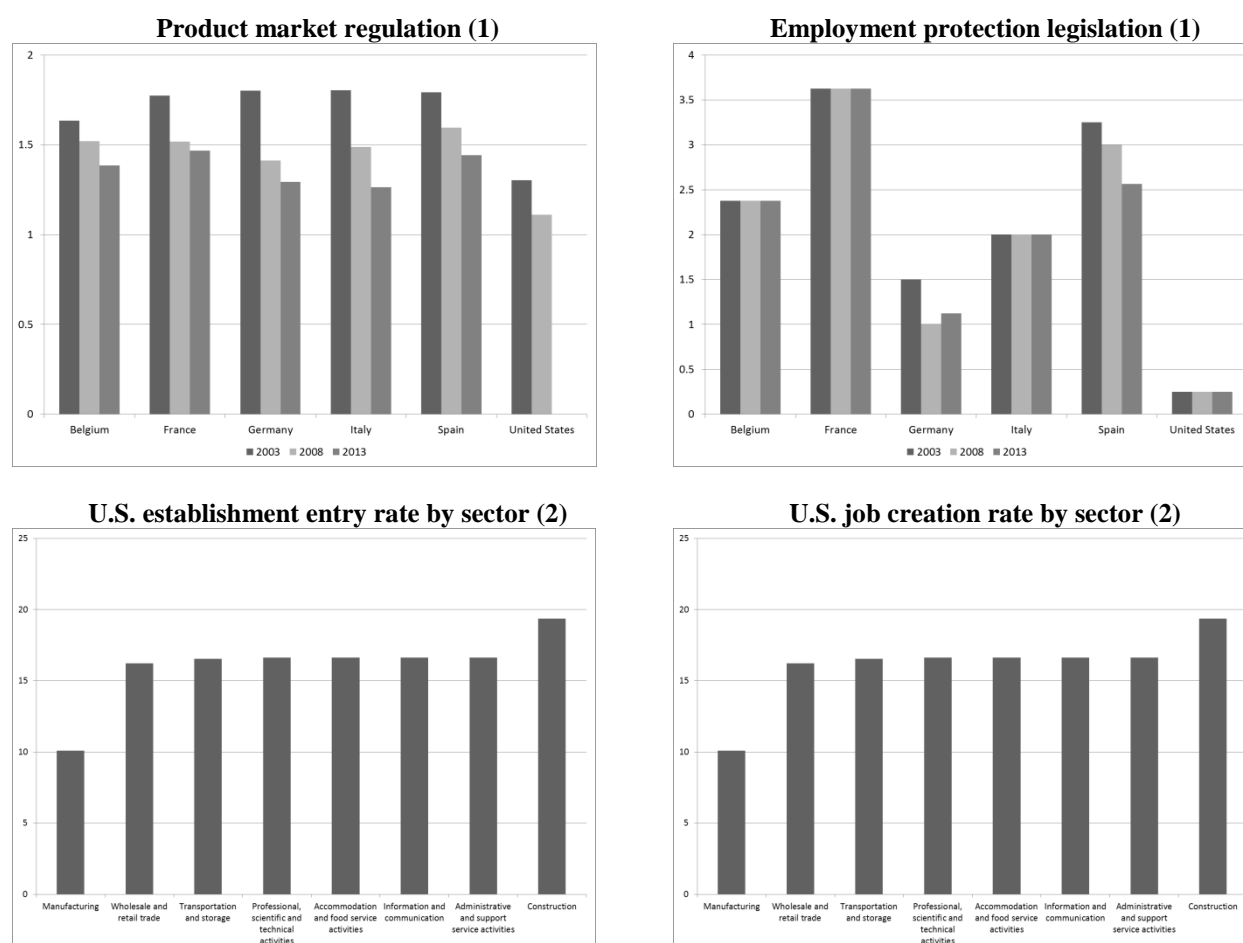 Product market regulation (1)
2
1.5
1
0.5
0
Belgium France Germany Italy Spain United States
2003 2008 2013
Employment protection legislation (1)
4
3.5
3
2.5
2
1.5
1
0.5
0
Belgium France Germany Italy Spain United States
2003 2008 2013
U.S. establishment entry rate by sector (2)
25
20
15
10
5
0
Manufacturing Wholesale and Transportation Professional, Accommodation Information and Administrative Construction
retail trade and storage scientific and and food service communication and support
technical activities service activities
activities
U.S. job creation rate by sector (2)
25
20
15
10
5
0
Manufacturing Wholesale and Transportation Professional, Accommodation Information and Administrative Construction
retail trade and storage scientific and and food service communication and support
technical activities service activities
activities